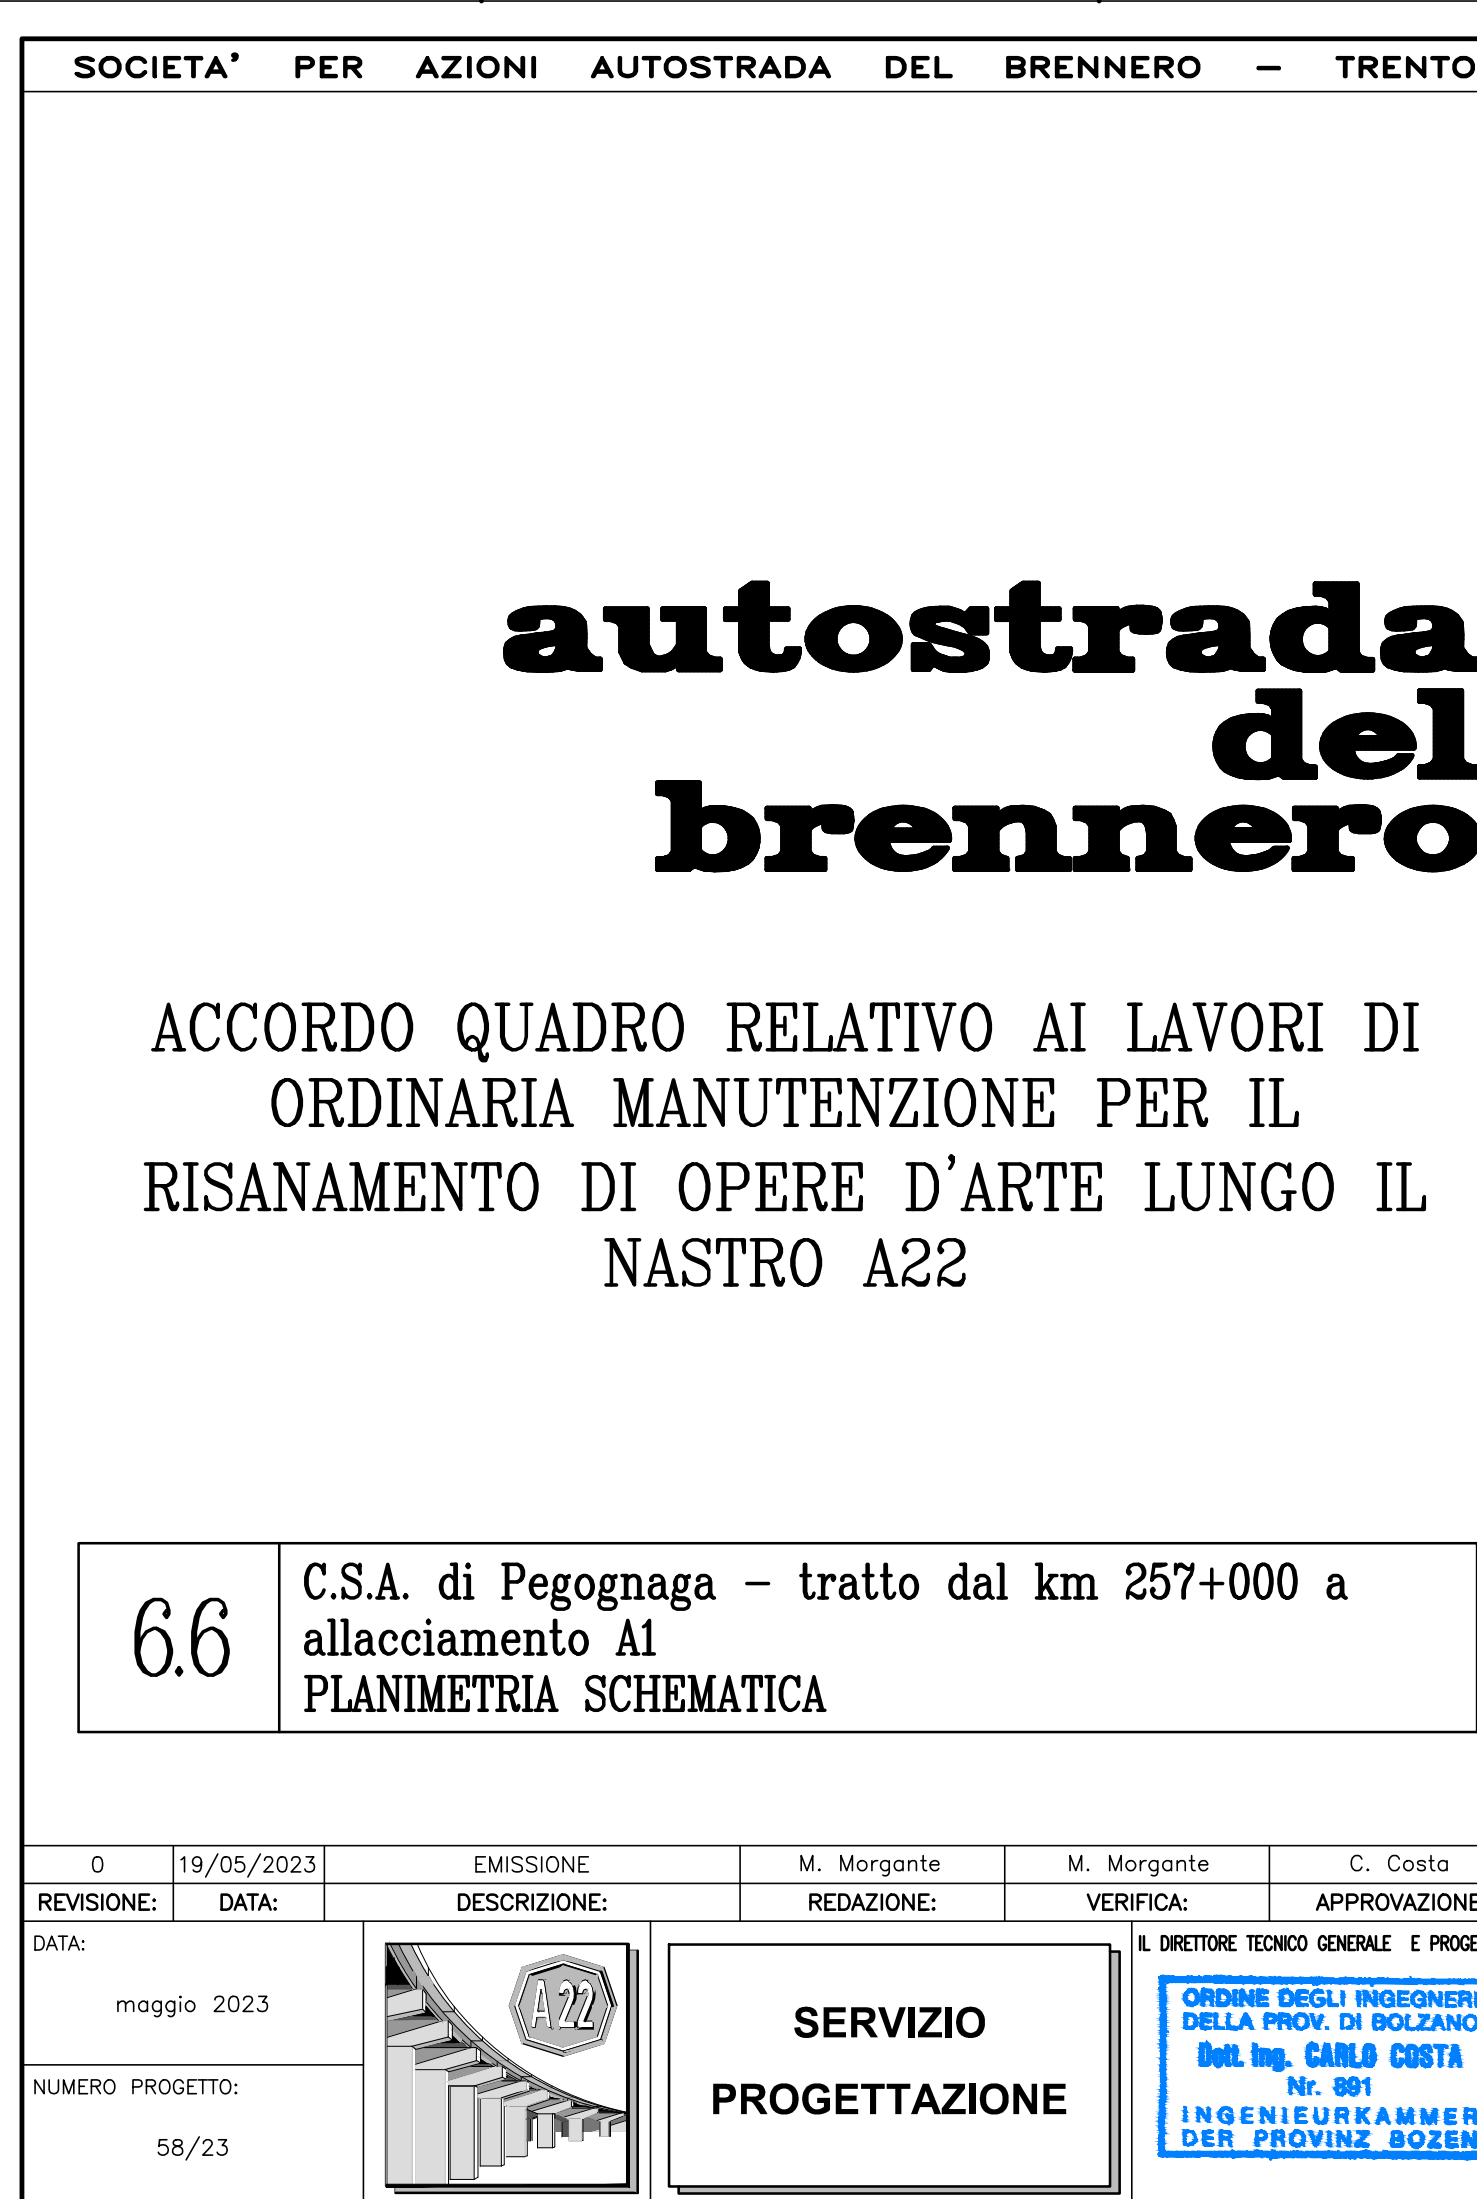 SOCIETA' PER AZIONI AUTOSTRADA DEL BRENNERO – TRENTO
autostrada
del
brennero
ACCORDO QUADRO RELATIVO AI LAVORI DI
ORDINARIA MANUTENZIONE PER IL
RISANAMENTO DI OPERE D'ARTE LUNGO IL
NASTRO A22
6.6
C.S.A. di Pegognaga – tratto dal km 257+000 a
allacciamento A1
PLANIMETRIA SCHEMATICA
0 19/05/2023 EMISSIONE M. Morgante M. Morgante C. Costa
REVISIONE: DATA: DESCRIZIONE: REDAZIONE: VERIFICA: APPROVAZIONE
DATA:
maggio 2023
NUMERO PROGETTO:
58/23
A22
SERVIZIO
PROGETTAZIONE
IL DIRETTORE TECNICO GENERALE E PROGE
ORDINE DEGLI INGEGNERI
DELLA PROV. DI BOLZANO
Dott. Ing. CARLO COSTA
Nr. 891
INGENIEURKAMMER
DER PROVINZ BOZEN